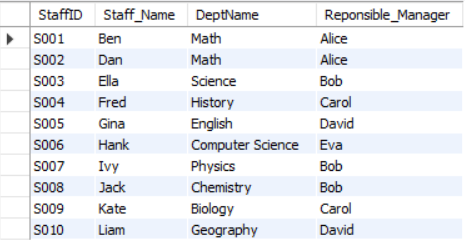 StaffID Staff_Name DeptName Reponsible_Manager
S001 Ben Math Alice
S002 Dan Math Alice
S003 Ella Science Bob
S004 Fred History Carol
S005 Gina English David
S006 Hank Computer Science Eva
S007 Ivy Physics Bob
S008 Jack Chemistry Bob
S009 Kate Biology Carol
S010 Liam Geography David